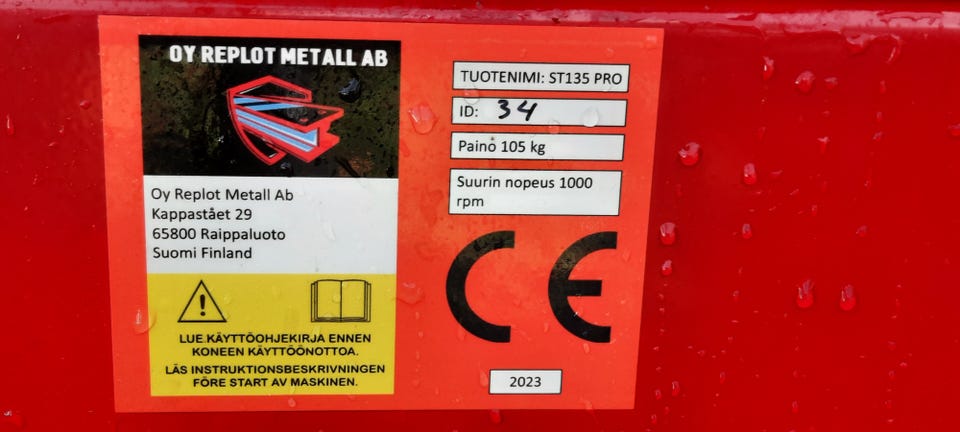 OY REPLOT METALL AB
Oy Replot Metall Ab
Kappastået 29
65800 Raippaluoto
Suomi Finland
LUE KÄYTTÖOHJEKIRJA ENNEN
KONEEN KÄYTTÖÖNOTTOA.
LÄS INSTRUKTIONSBESKRIVNINGEN
FÖRE START AV MASKINEN.
TUOTENIMI: ST135 PRO
ID: 34
Paino 105 kg
Suurin nopeus 1000
rpm
CE
2023